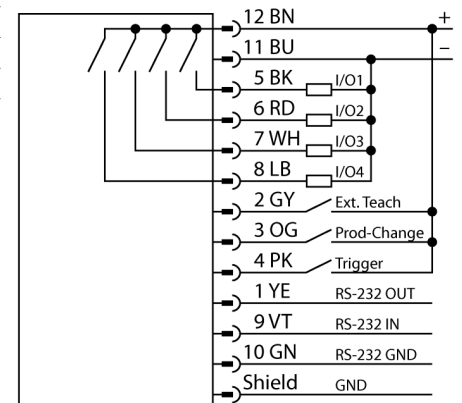 12 BN +
11 BU −
5 BK I/O1
6 RD I/O2
7 WH I/O3
8 LB I/O4
2 GY Ext. Teach
3 OG Prod-Change
4 PK Trigger
1 YE RS-232 OUT
9 VT RS-232 IN
10 GN RS-232 GND
Shield GND